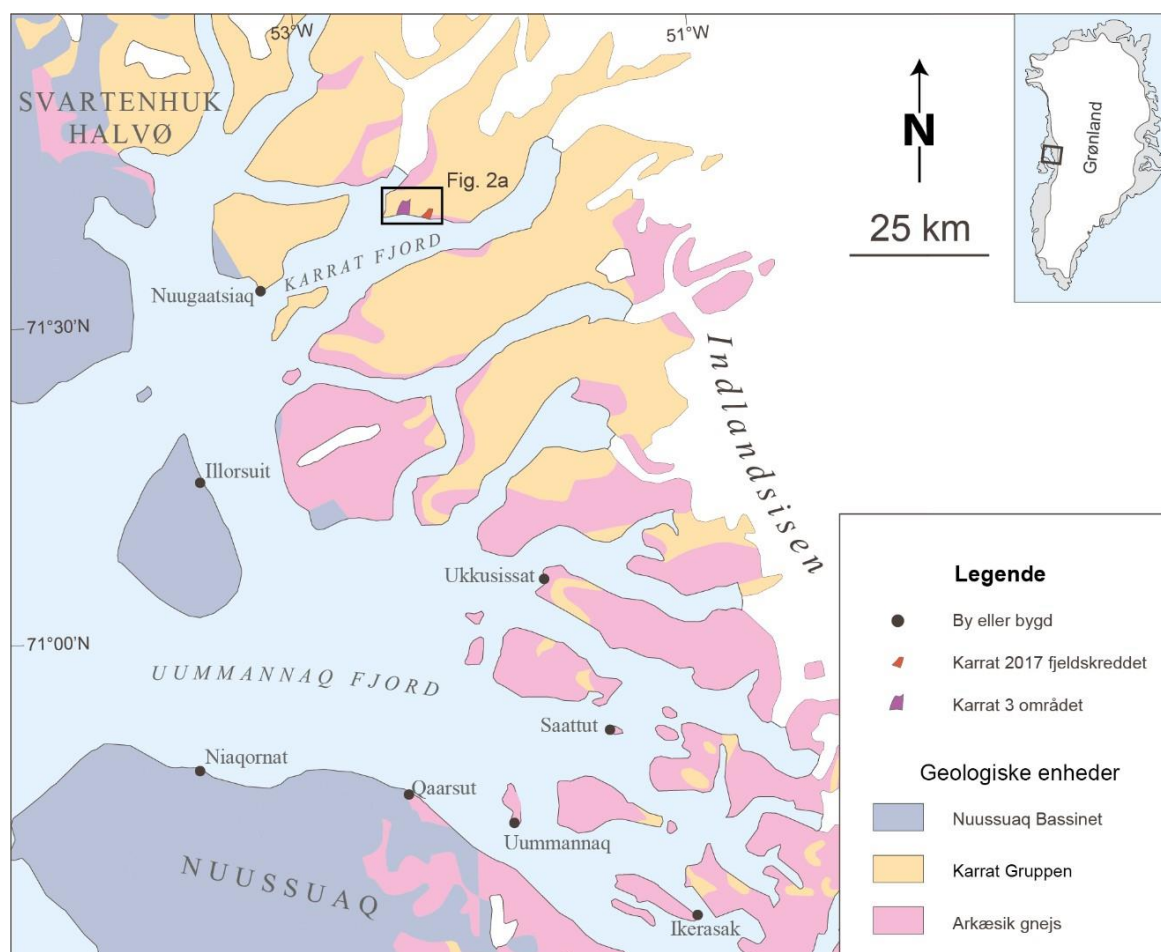 53°W
51°W
SVARTENHUK
HALVØ
N
Grønland
Fig. 2a
25 km
KARRAT FJORD
Nuugaatsiaq
71°30'N
Indlandsisen
Illorsuit
Ukkusissat
71°00'N
UUMMANNAQ FJORD
Saattut
Niaqornat
Qaarsut
Uummannaq
NUUSSUAQ
Ikerasak
Legende
By eller bygd
Karrat 2017 fjeldskreddet
Karrat 3 området
Geologiske enheder
Nuussuaq Bassinet
Karrat Gruppen
Arkæsik gnejs